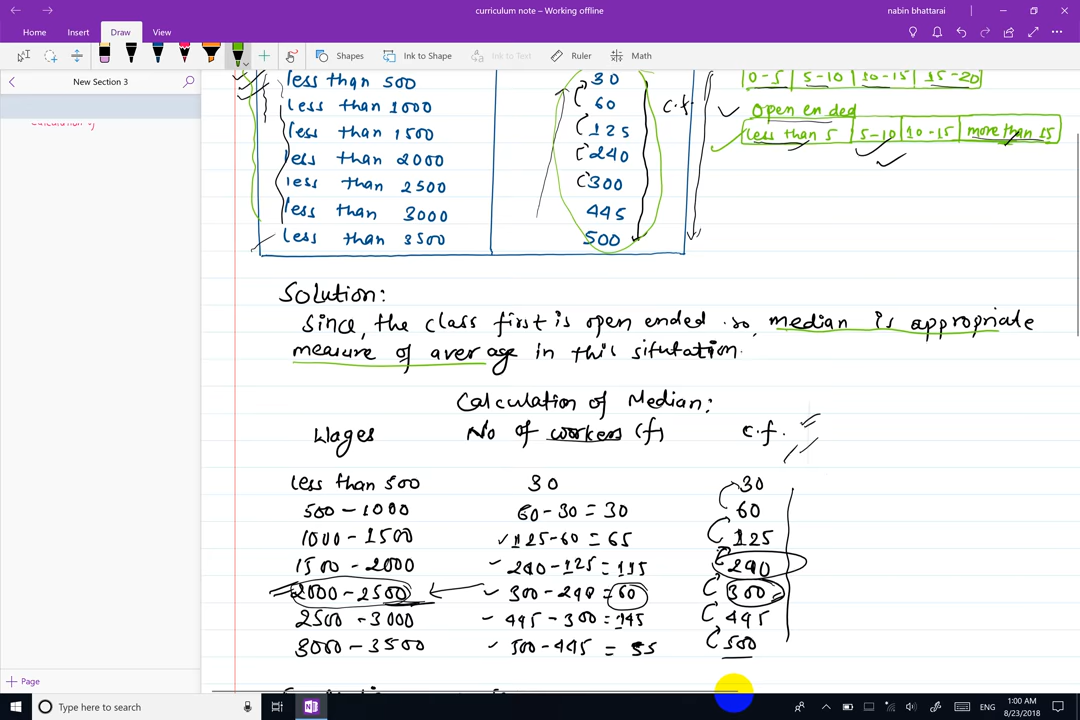 curriculum note – Working offline
nabin bhattarai
Home Insert Draw View
Shapes Ink to Shape Ink to Text Ruler Math
New Section 3
less than 500 30
less than 1000 60 c.f
less than 1500 125
less than 2000 240
less than 2500 300
less than 3000 445
less than 3500 500
0-5 5-10 10-15 15-20
open ended
less than 5 5-10 10-15 more than 15
Solution:
Since, the class first is open ended so, median is appropriate
measure of average in this situtation.
Calculation of Median:
Wages No of workers (f) c.f.
less than 500 30 30
500-1000 60-30=30 60
1000-1500 125-60=65 125
1500-2000 240-125=115 240
2000-2500 300-240=60 300
2500-3000 445-300=145 445
3000-3500 500-445=55 500
Page
Type here to search
ENG
1:00 AM
8/23/2018